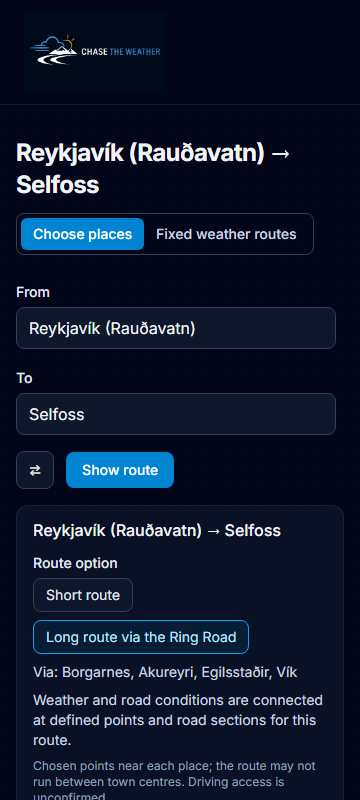 CHASE THE WEATHER
Reykjavík (Rauðavatn) →
Selfoss
Choose places
Fixed weather routes
From
Reykjavík (Rauðavatn)
To
Selfoss
⇄
Show route
Reykjavík (Rauðavatn) → Selfoss
Route option
Short route
Long route via the Ring Road
Via: Borgarnes, Akureyri, Egilsstaðir, Vík
Weather and road conditions are connected
at defined points and road sections for this
route.
Chosen points near each place; the route may not
run between town centres. Driving access is
unconfirmed